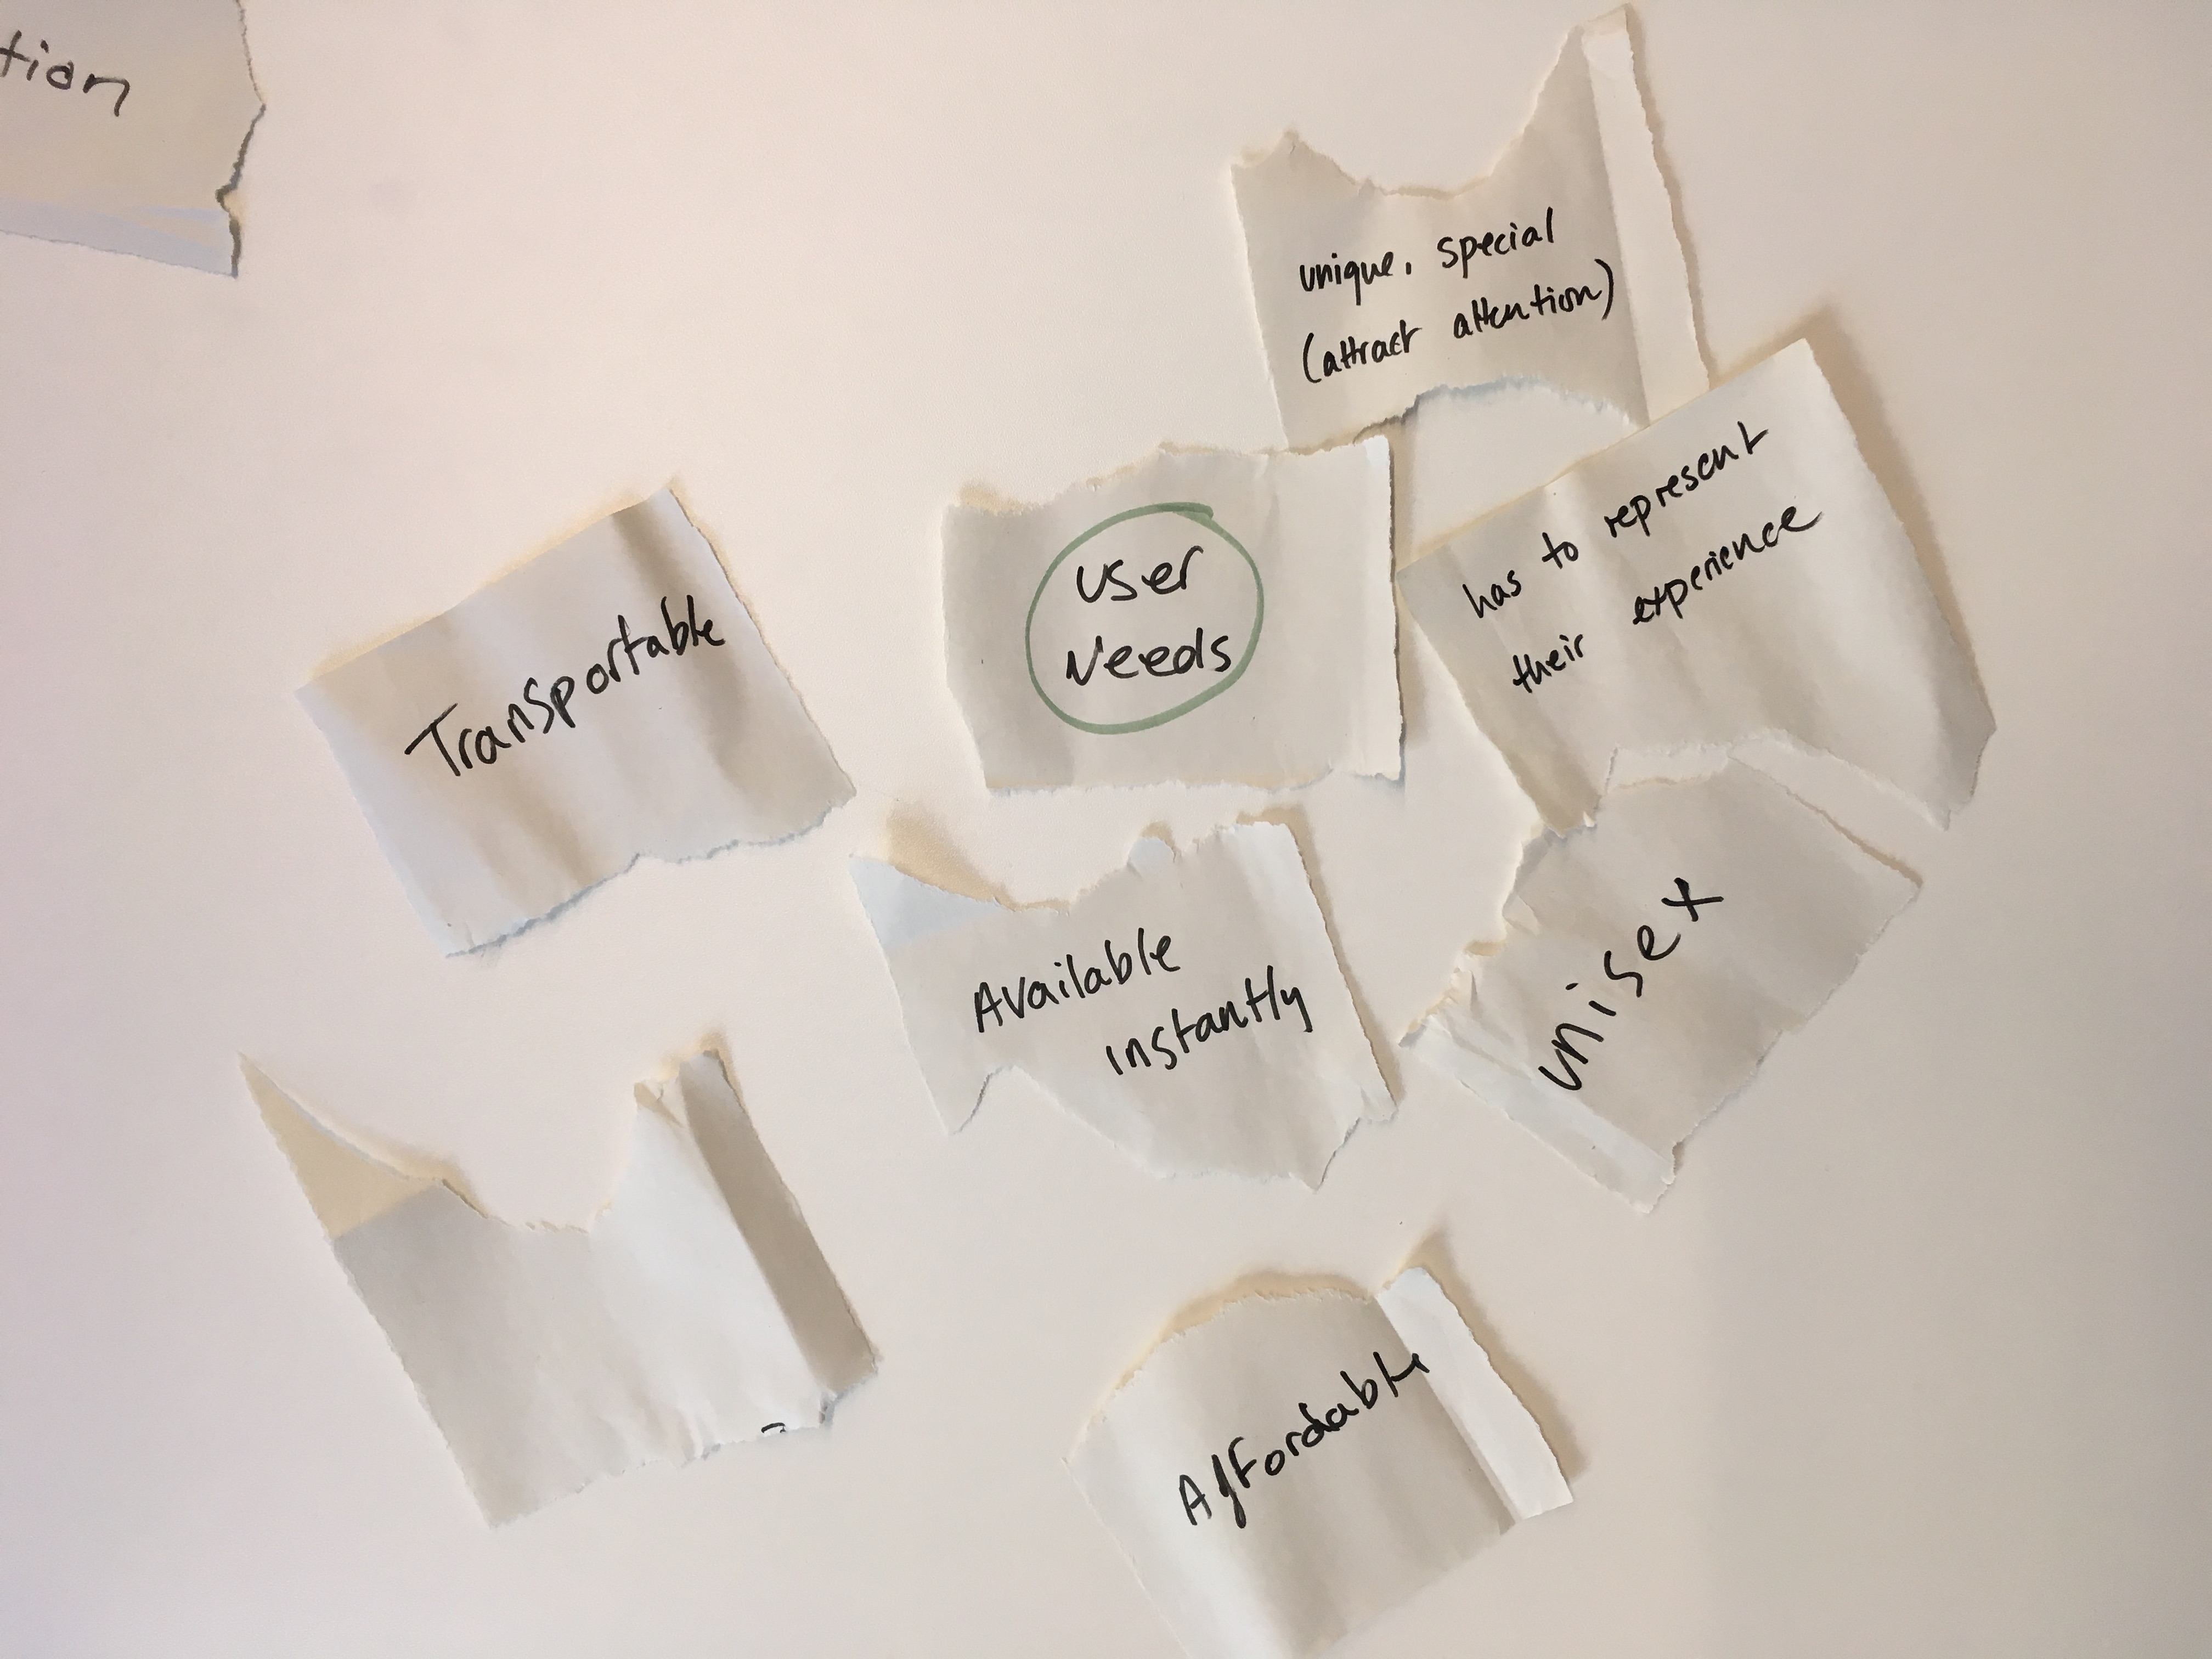 tion
unique, special
(attract attention)
has to represent
their experience
User
Needs
Transportable
Available
instantly
unisex
Affordable